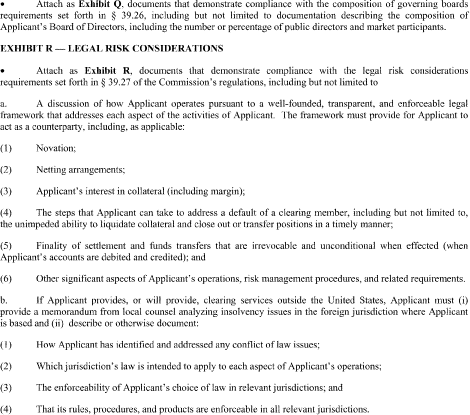 • Attach as Exhibit Q, documents that demonstrate compliance with the composition of governing boards
requirements set forth in § 39.26, including but not limited to documentation describing the composition of
Applicant's Board of Directors, including the number or percentage of public directors and market participants.
EXHIBIT R — LEGAL RISK CONSIDERATIONS
• Attach as Exhibit R, documents that demonstrate compliance with the legal risk considerations
requirements set forth in § 39.27 of the Commission's regulations, including but not limited to
a. A discussion of how Applicant operates pursuant to a well-founded, transparent, and enforceable legal
framework that addresses each aspect of the activities of Applicant. The framework must provide for Applicant to
act as a counterparty, including, as applicable:
(1) Novation;
(2) Netting arrangements;
(3) Applicant's interest in collateral (including margin);
(4) The steps that Applicant can take to address a default of a clearing member, including but not limited to,
the unimpeded ability to liquidate collateral and close out or transfer positions in a timely manner;
(5) Finality of settlement and funds transfers that are irrevocable and unconditional when effected (when
Applicant's accounts are debited and credited); and
(6) Other significant aspects of Applicant's operations, risk management procedures, and related requirements.
b. If Applicant provides, or will provide, clearing services outside the United States, Applicant must (i)
provide a memorandum from local counsel analyzing insolvency issues in the foreign jurisdiction where Applicant
is based and (ii) describe or otherwise document:
(1) How Applicant has identified and addressed any conflict of law issues;
(2) Which jurisdiction's law is intended to apply to each aspect of Applicant's operations;
(3) The enforceability of Applicant's choice of law in relevant jurisdictions; and
(4) That its rules, procedures, and products are enforceable in all relevant jurisdictions.